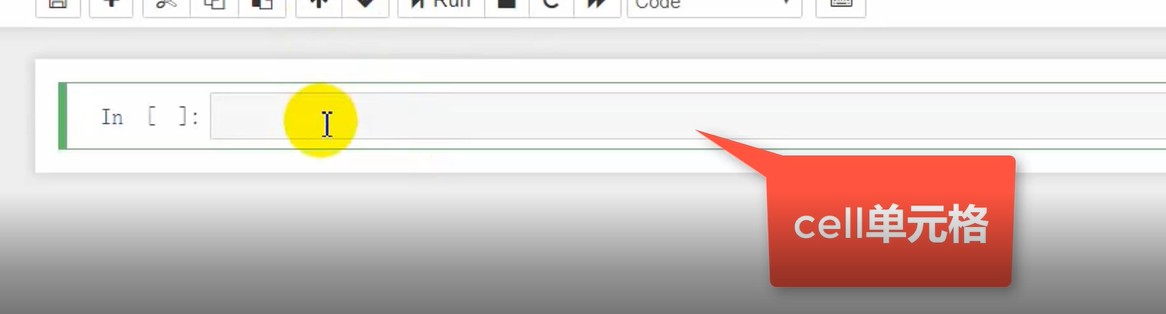 Run
Code
In [ ]:
cell单元格